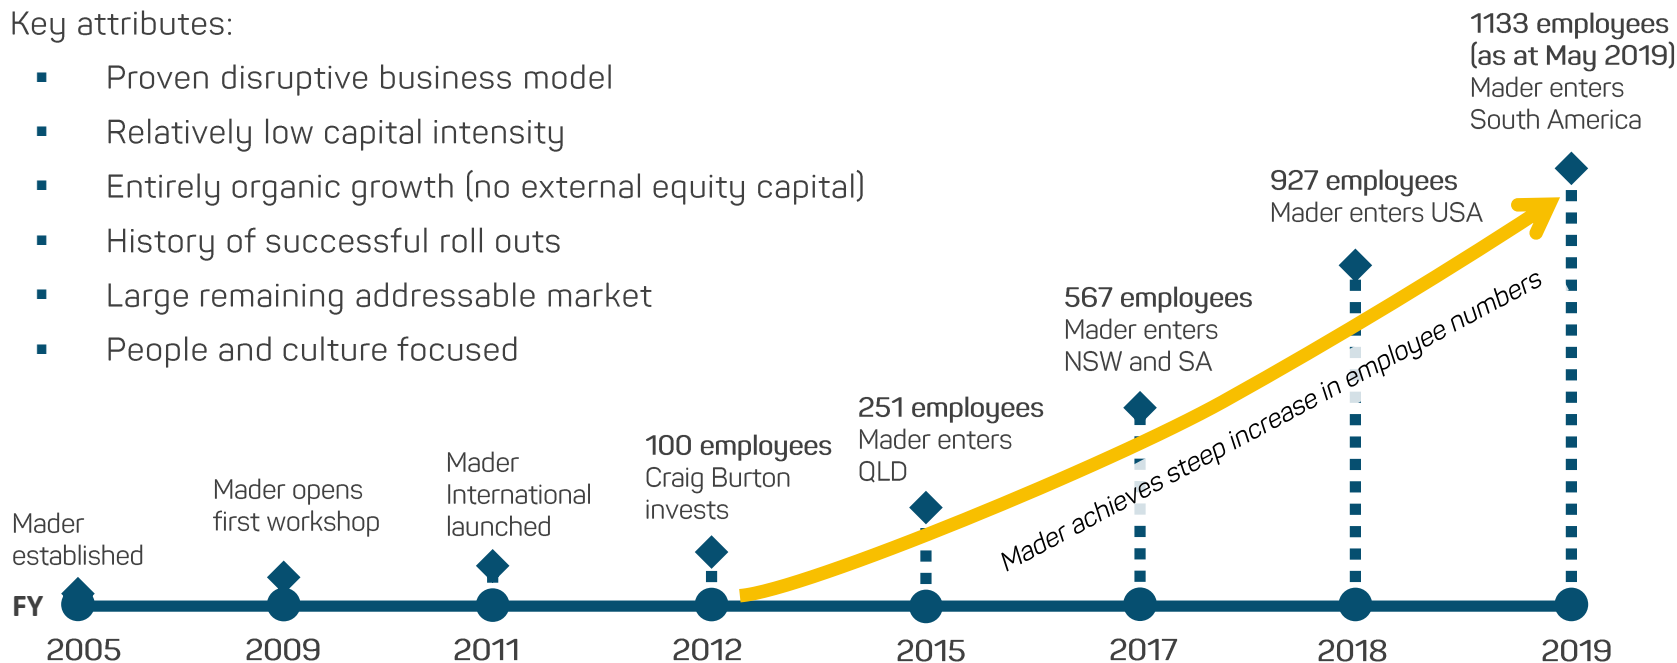 Key attributes:
▪ Proven disruptive business model
▪ Relatively low capital intensity
▪ Entirely organic growth (no external equity capital)
▪ History of successful roll outs
▪ Large remaining addressable market
▪ People and culture focused
Mader
established
Mader opens
first workshop
Mader
International
launched
100 employees
Craig Burton
invests
251 employees
Mader enters
QLD
567 employees
Mader enters
NSW and SA
927 employees
Mader enters USA
1133 employees
(as at May 2019)
Mader enters
South America
Mader achieves steep increase in employee numbers
FY
2005
2009
2011
2012
2015
2017
2018
2019